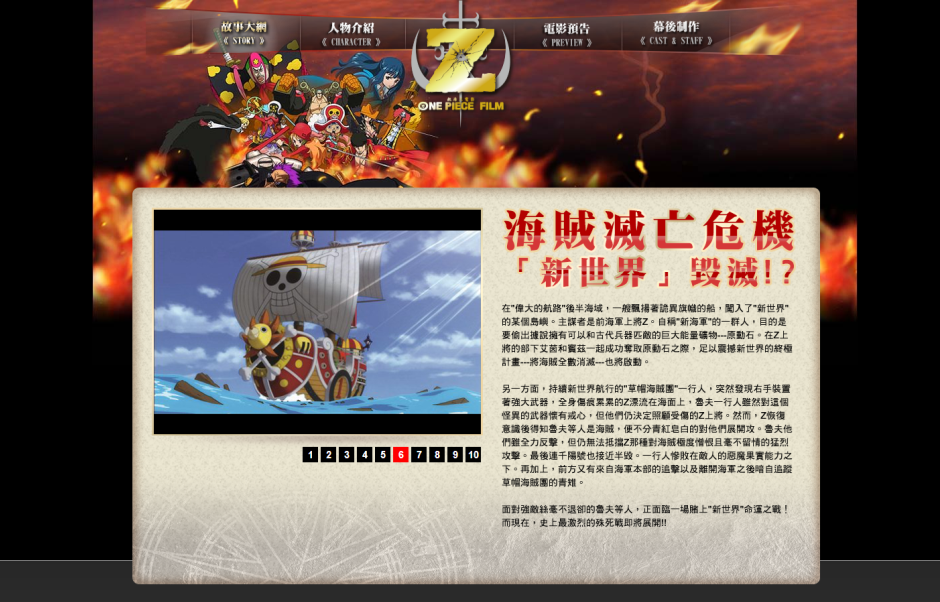 故事大網
人物介紹
電影預告
幕後制作
《 STORY 》
《 CHARACTER 》
《 PREVIEW 》
《 CAST & STAFF 》
Z
ONE PIECE FILM
海賊滅亡危機
「新世界」毀滅!?
在"偉大的航路"後半海域，一艘飄揚著詭異旗幟的船，闖入了"新世界"
的某個島嶼。主謀者是前海軍上將Z。自稱"新海軍"的一群人，目的是
要偷出據說擁有可以和古代兵器匹敵的巨大能量礦物---原動石。在Z上
將的部下艾茵和賓茲一起成功奪取原動石之際，足以震撼新世界的終極
計畫---將海賊全數消滅---也將啟動。
另一方面，持續新世界航行的"草帽海賊團"一行人，突然發現右手裝置
著強大武器，全身傷痕累累的Z漂流在海面上，魯夫一行人雖然對這個
怪異的武器懷有戒心，但他們仍決定照顧受傷的Z上將。然而，Z恢復
意識後得知魯夫等人是海賊，便不分青紅皂白的對他們展開攻。魯夫他
們雖全力反擊，但仍無法抵擋Z那種對海賊極度憎恨且毫不留情的猛烈
攻擊。最後連千陽號也接近半毀。一行人慘敗在敵人的惡魔果實能力之
下。再加上，前方又有來自海軍本部的追擊以及離開海軍之後暗自追蹤
草帽海賊團的青雉。
面對強敵絲毫不退卻的魯夫等人，正面臨一場賭上"新世界"命運之戰！
而現在，史上最激烈的殊死戰即將展開!!
1 2 3 4 5 6 7 8 9 10